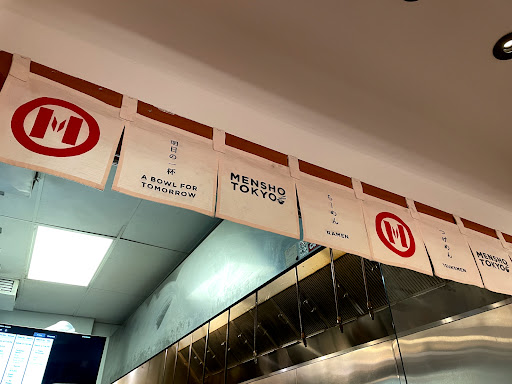 M
明日の一杯
A BOWL FOR
TOMORROW
MENSHO
TOKYO
らーめん
RAMEN
M
つけめん
TSUKEMEN
MENSHO
TOKYO